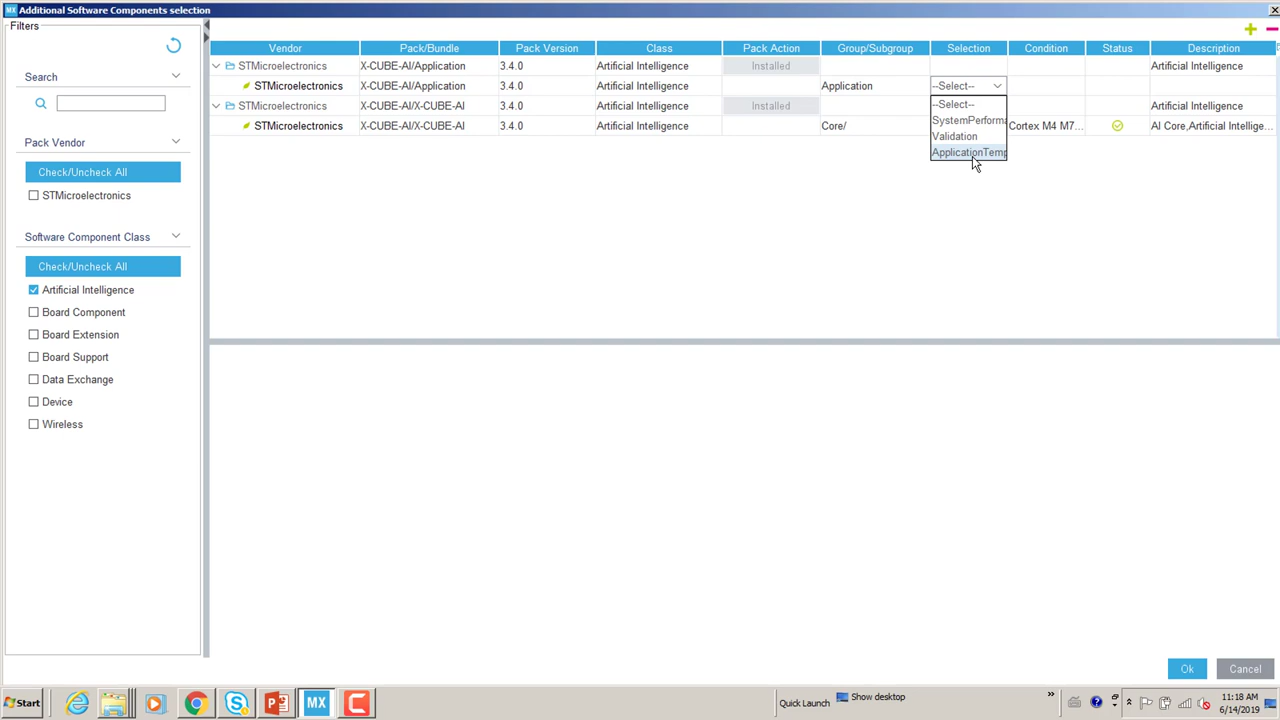 MX Additional Software Components selection
Filters
Search
Pack Vendor
Check/Uncheck All
STMicroelectronics
Software Component Class
Check/Uncheck All
Artificial Intelligence
Board Component
Board Extension
Board Support
Data Exchange
Device
Wireless
Vendor Pack/Bundle Pack Version Class Pack Action Group/Subgroup Selection Condition Status Description
STMicroelectronics X-CUBE-AI/Application 3.4.0 Artificial Intelligence Installed Artificial Intelligence
STMicroelectronics X-CUBE-AI/Application 3.4.0 Artificial Intelligence Application --Select--
STMicroelectronics X-CUBE-AI/X-CUBE-AI 3.4.0 Artificial Intelligence Installed Artificial Intelligence
STMicroelectronics X-CUBE-AI/X-CUBE-AI 3.4.0 Artificial Intelligence Core/ Cortex M4 M7... AI Core,Artificial Intellige...
--Select--
SystemPerforma
Validation
ApplicationTemp
Ok Cancel
Start MX Quick Launch Show desktop » 11:18 AM
6/14/2019